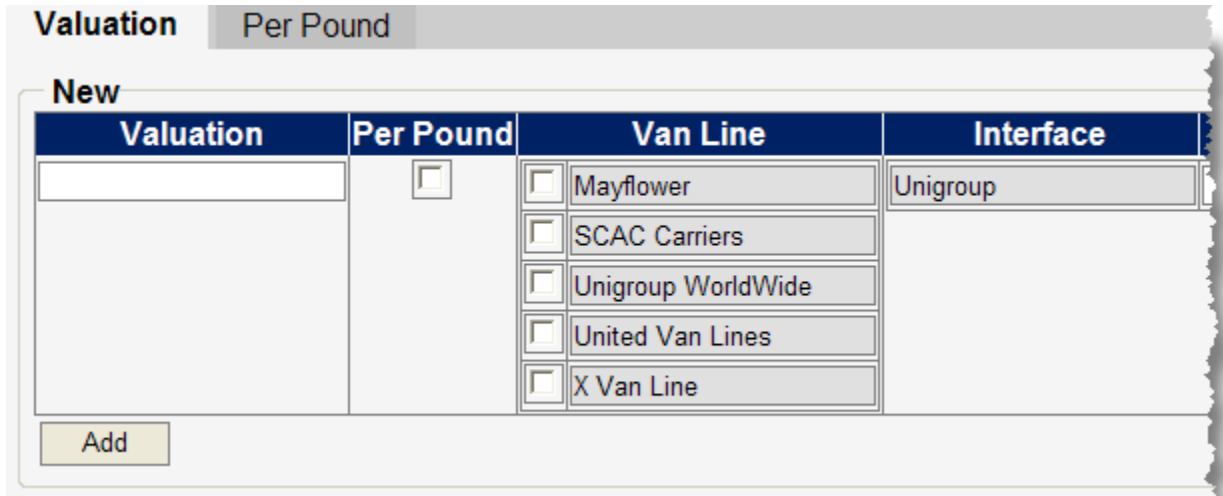 Valuation Per Pound
New
Valuation Per Pound Van Line Interface
Mayflower Unigroup
SCAC Carriers
Unigroup WorldWide
United Van Lines
X Van Line
Add